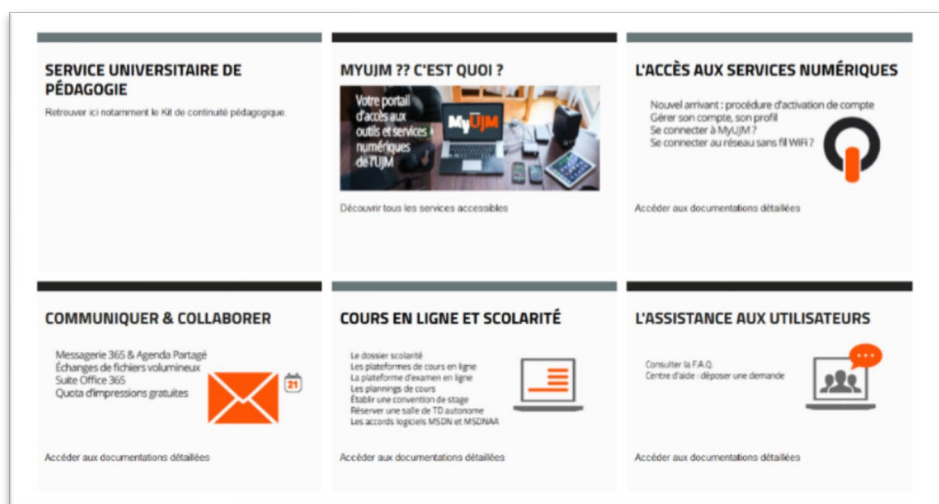 SERVICE UNIVERSITAIRE DE
PÉDAGOGIE
Retrouver ici notamment le Kit de continuité pédagogique.
MYUJM ?? C'EST QUOI ?
Votre portail
d'accès aux
outils et services
numériques
de l'UJM
MyUJM
Découvrir tous les services accessibles
L'ACCÈS AUX SERVICES NUMÉRIQUES
Nouvel arrivant : procédure d'activation de compte
Gérer son compte, son profil
Se connecter à MyUJM ?
Se connecter au réseau sans fil WiFi ?
Accéder aux documentations détaillées
COMMUNIQUER & COLLABORER
Messagerie 365 & Agenda Partagé
Échanges de fichiers volumineux
Suite Office 365
Quota d'impressions gratuites
21
Accéder aux documentations détaillées
COURS EN LIGNE ET SCOLARITÉ
Le dossier scolarité
Les plateformes de cours en ligne
La plateforme d'examen en ligne
Les plannings de cours
Établir une convention de stage
Réserver une salle de TD autonome
Les accords logiciels MSDN et MSDNAA
Accéder aux documentations détaillées
L'ASSISTANCE AUX UTILISATEURS
Consulter la F.A.Q.
Centre d'aide : déposer une demande
Accéder aux documentations détaillées